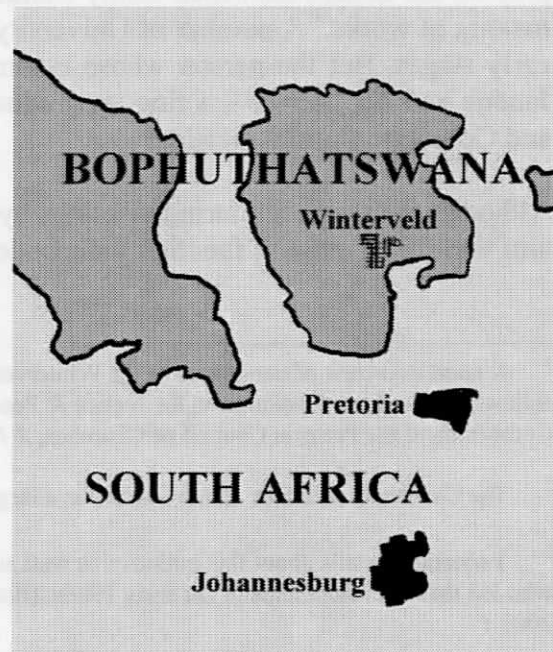 BOPHUTHATSWANA
Winterveld
Pretoria
SOUTH AFRICA
Johannesburg